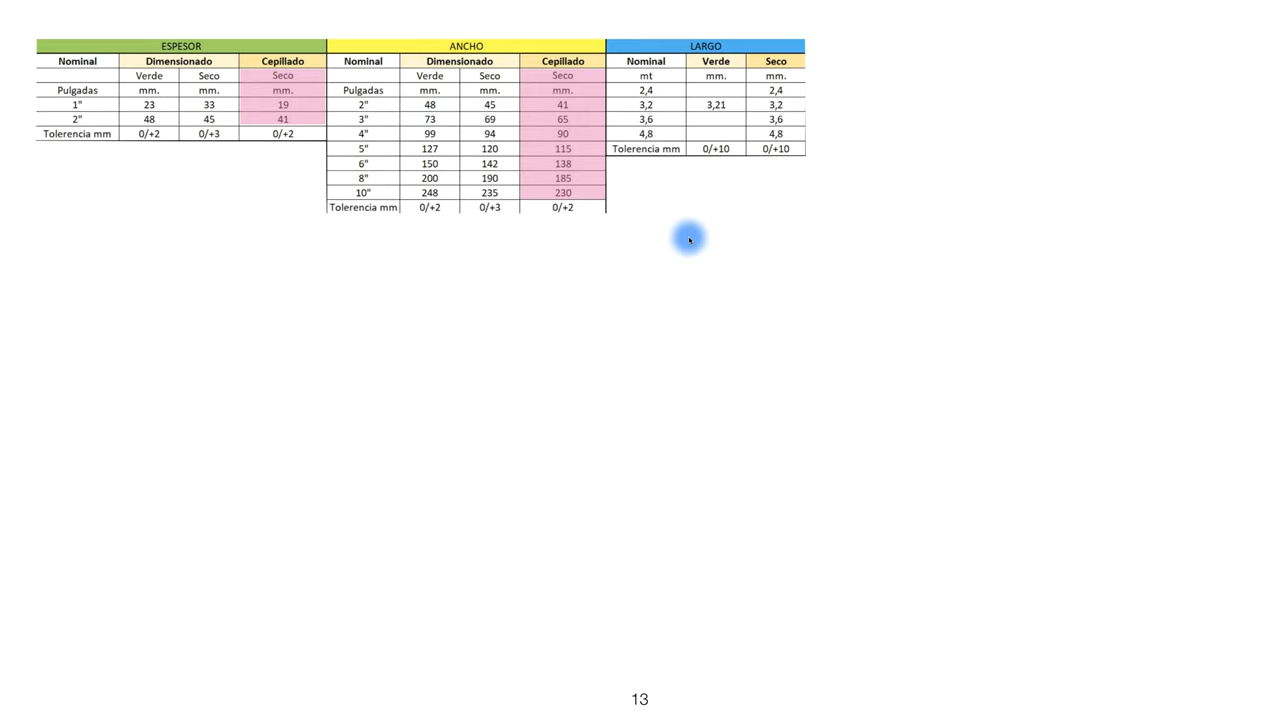 ESPESOR ANCHO LARGO
Nominal Dimensionado Cepillado Nominal Dimensionado Cepillado Nominal Verde Seco
Verde Seco Seco Verde Seco Seco mt mm. mm.
Pulgadas mm. mm. mm. Pulgadas mm. mm. mm. 2,4 2,4
1" 23 33 19 2" 48 45 41 3,2 3,21 3,2
2" 48 45 41 3" 73 69 65 3,6 3,6
Tolerencia mm 0/+2 0/+3 0/+2 4" 99 94 90 4,8 4,8
5" 127 120 115 Tolerencia mm 0/+10 0/+10
6" 150 142 138
8" 200 190 185
10" 248 235 230
Tolerencia mm 0/+2 0/+3 0/+2
13